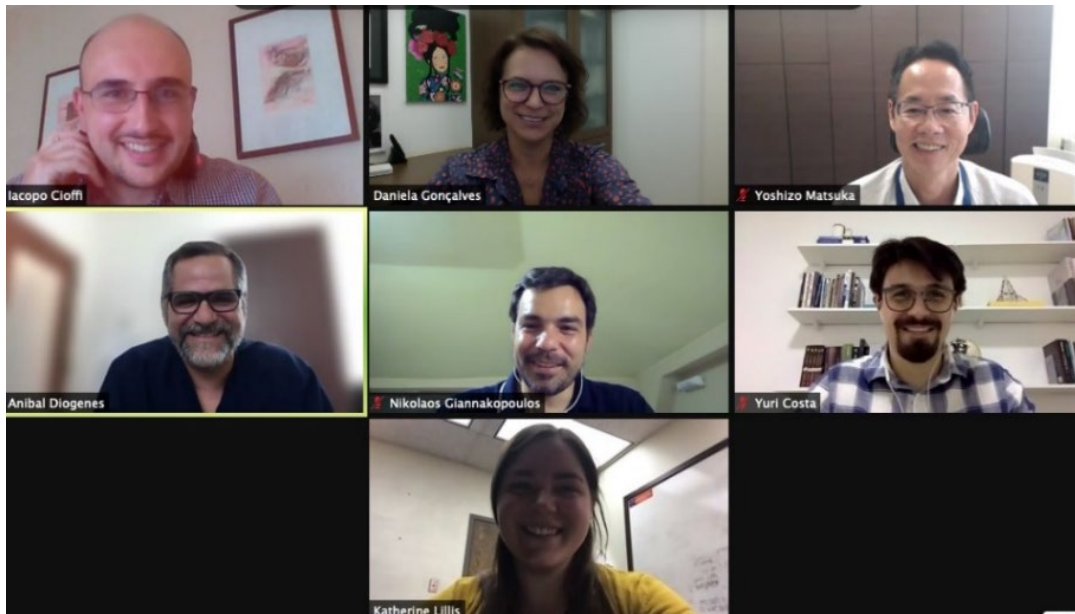 Iacopo Cioffi
Daniela Gonçalves
Yoshizo Matsuka
Anibal Diogenes
Nikolaos Giannakopoulos
Yuri Costa
Katherine Lillis